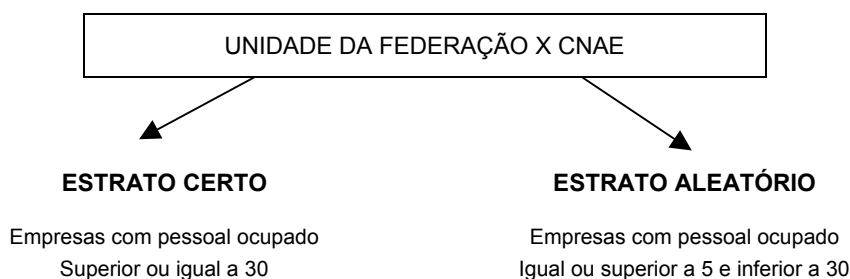 UNIDADE DA FEDERAÇÃO X CNAE
ESTRATO CERTO
Empresas com pessoal ocupado
Superior ou igual a 30
ESTRATO ALEATÓRIO
Empresas com pessoal ocupado
Igual ou superior a 5 e inferior a 30